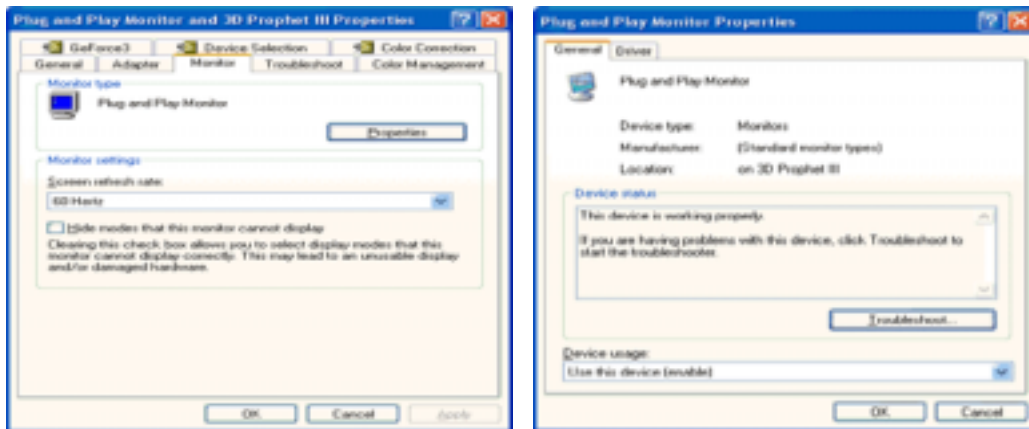 Plug and Play Monitor and 3D Prophet III Properties
GeForce3
Device Selection
Color Correction
General
Adapter
Monitor
Troubleshoot
Color Management
Monitor type
Plug and Play Monitor
Properties
Monitor settings
Screen refresh rate:
60 Hertz
Hide modes that this monitor cannot display
Clearing this check box allows you to select display modes that this
monitor cannot display correctly. This may lead to an unusable display
and/or damaged hardware.
OK
Cancel
Apply
Plug and Play Monitor Properties
General
Driver
Plug and Play Monitor
Device type: Monitors
Manufacturer: (Standard monitor types)
Location: on 3D Prophet III
Device status
This device is working properly.
If you are having problems with this device, click Troubleshoot to
start the troubleshooter.
Troubleshoot...
Device usage:
Use this device (enable)
OK
Cancel